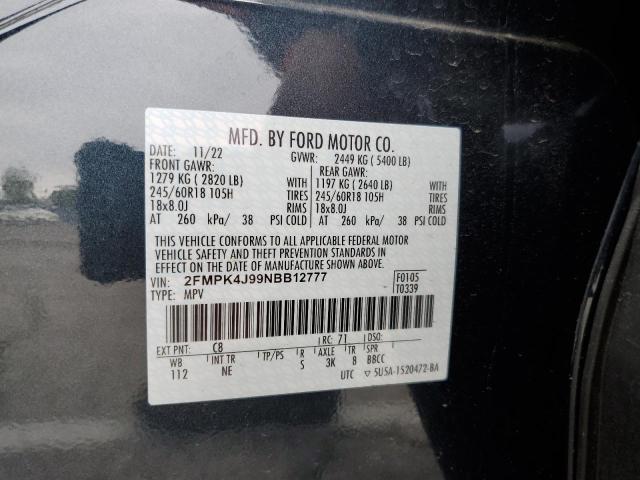 MFD. BY FORD MOTOR CO.
DATE: 11/22 GVWR: 2449 KG (5400 LB)
FRONT GAWR: REAR GAWR:
1279 KG (2820 LB) WITH 1197 KG (2640 LB) WITH
245/60R18 105H TIRES 245/60R18 105H TIRES
18x8.0J RIMS 18x8.0J RIMS
AT 260 kPa/ 38 PSI COLD AT 260 kPa/ 38 PSI COLD
THIS VEHICLE CONFORMS TO ALL APPLICABLE FEDERAL MOTOR
VEHICLE SAFETY AND THEFT PREVENTION STANDARDS IN
EFFECT ON THE DATE OF MANUFACTURE SHOWN ABOVE.
VIN: 2FMPK4J99NBB12777 F0105
TYPE: MPV T0339
EXT PNT: C8 RC: 71 DSO:
WB INT TR TP/PS R AXLE TR SPR
112 NE S 3K 8 BBCC
UTC ▽ 5U5A-1520472-BA